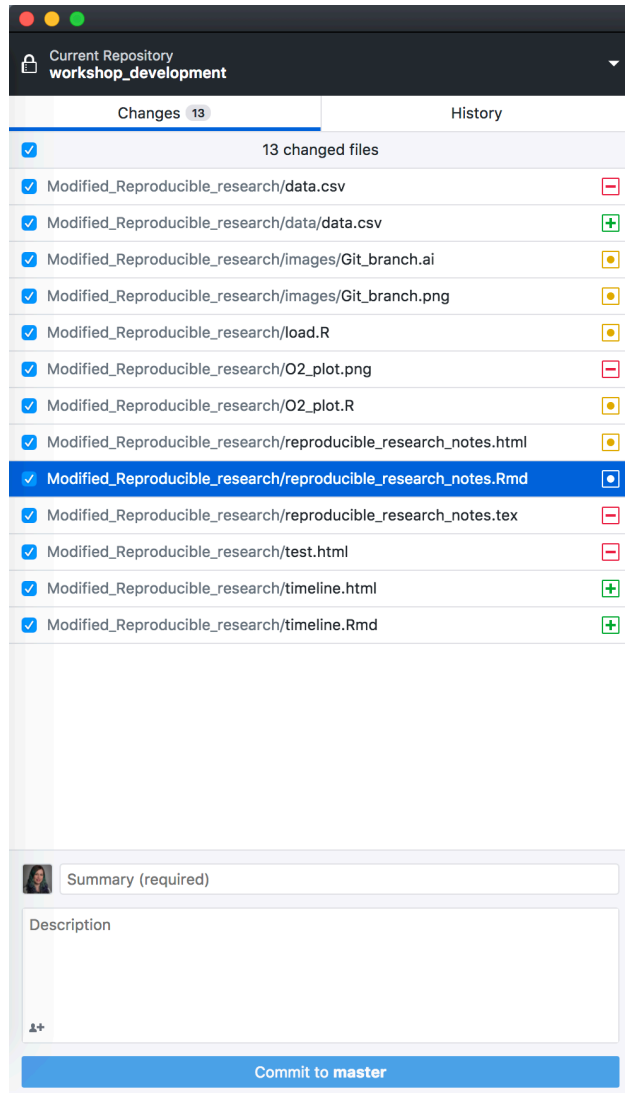 Current Repository
workshop_development
Changes 13
History
13 changed files
Modified_Reproducible_research/data.csv
Modified_Reproducible_research/data/data.csv
Modified_Reproducible_research/images/Git_branch.ai
Modified_Reproducible_research/images/Git_branch.png
Modified_Reproducible_research/load.R
Modified_Reproducible_research/O2_plot.png
Modified_Reproducible_research/O2_plot.R
Modified_Reproducible_research/reproducible_research_notes.html
Modified_Reproducible_research/reproducible_research_notes.Rmd
Modified_Reproducible_research/reproducible_research_notes.tex
Modified_Reproducible_research/test.html
Modified_Reproducible_research/timeline.html
Modified_Reproducible_research/timeline.Rmd
Summary (required)
Description
Commit to master